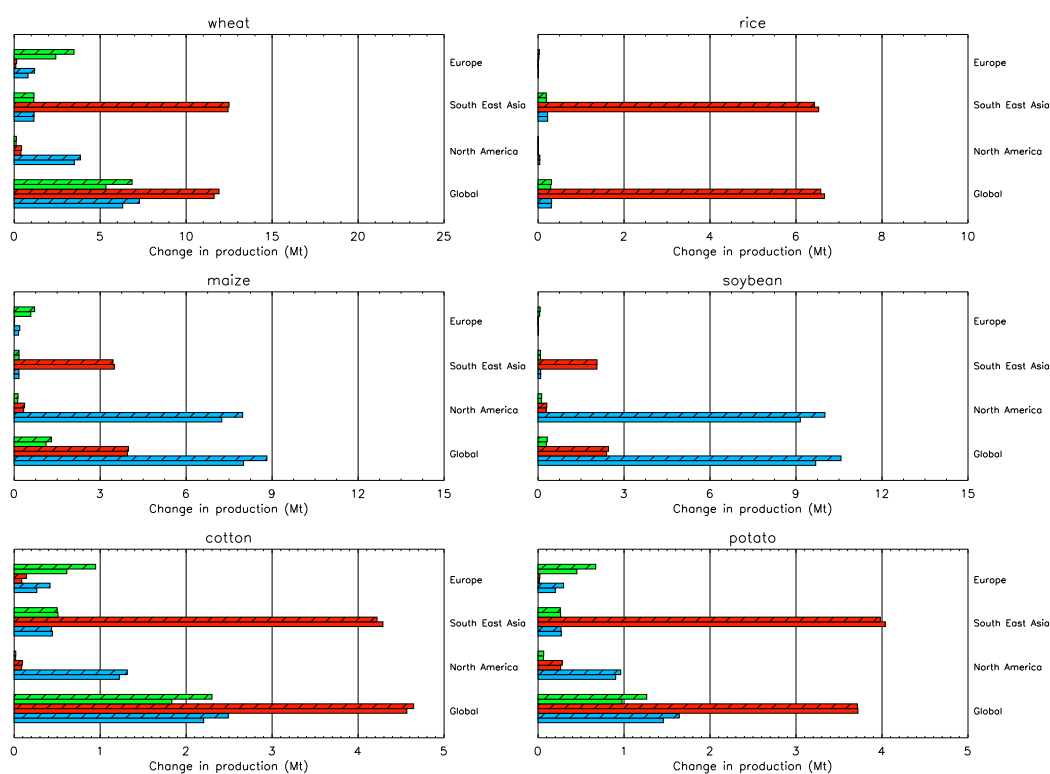 wheat
Europe
South East Asia
North America
Global
0 5 10 15 20 25
Change in production (Mt)
rice
Europe
South East Asia
North America
Global
0 2 4 6 8 10
Change in production (Mt)
maize
Europe
South East Asia
North America
Global
0 3 6 9 12 15
Change in production (Mt)
soybean
Europe
South East Asia
North America
Global
0 3 6 9 12 15
Change in production (Mt)
cotton
Europe
South East Asia
North America
Global
0 1 2 3 4 5
Change in production (Mt)
potato
Europe
South East Asia
North America
Global
0 1 2 3 4 5
Change in production (Mt)